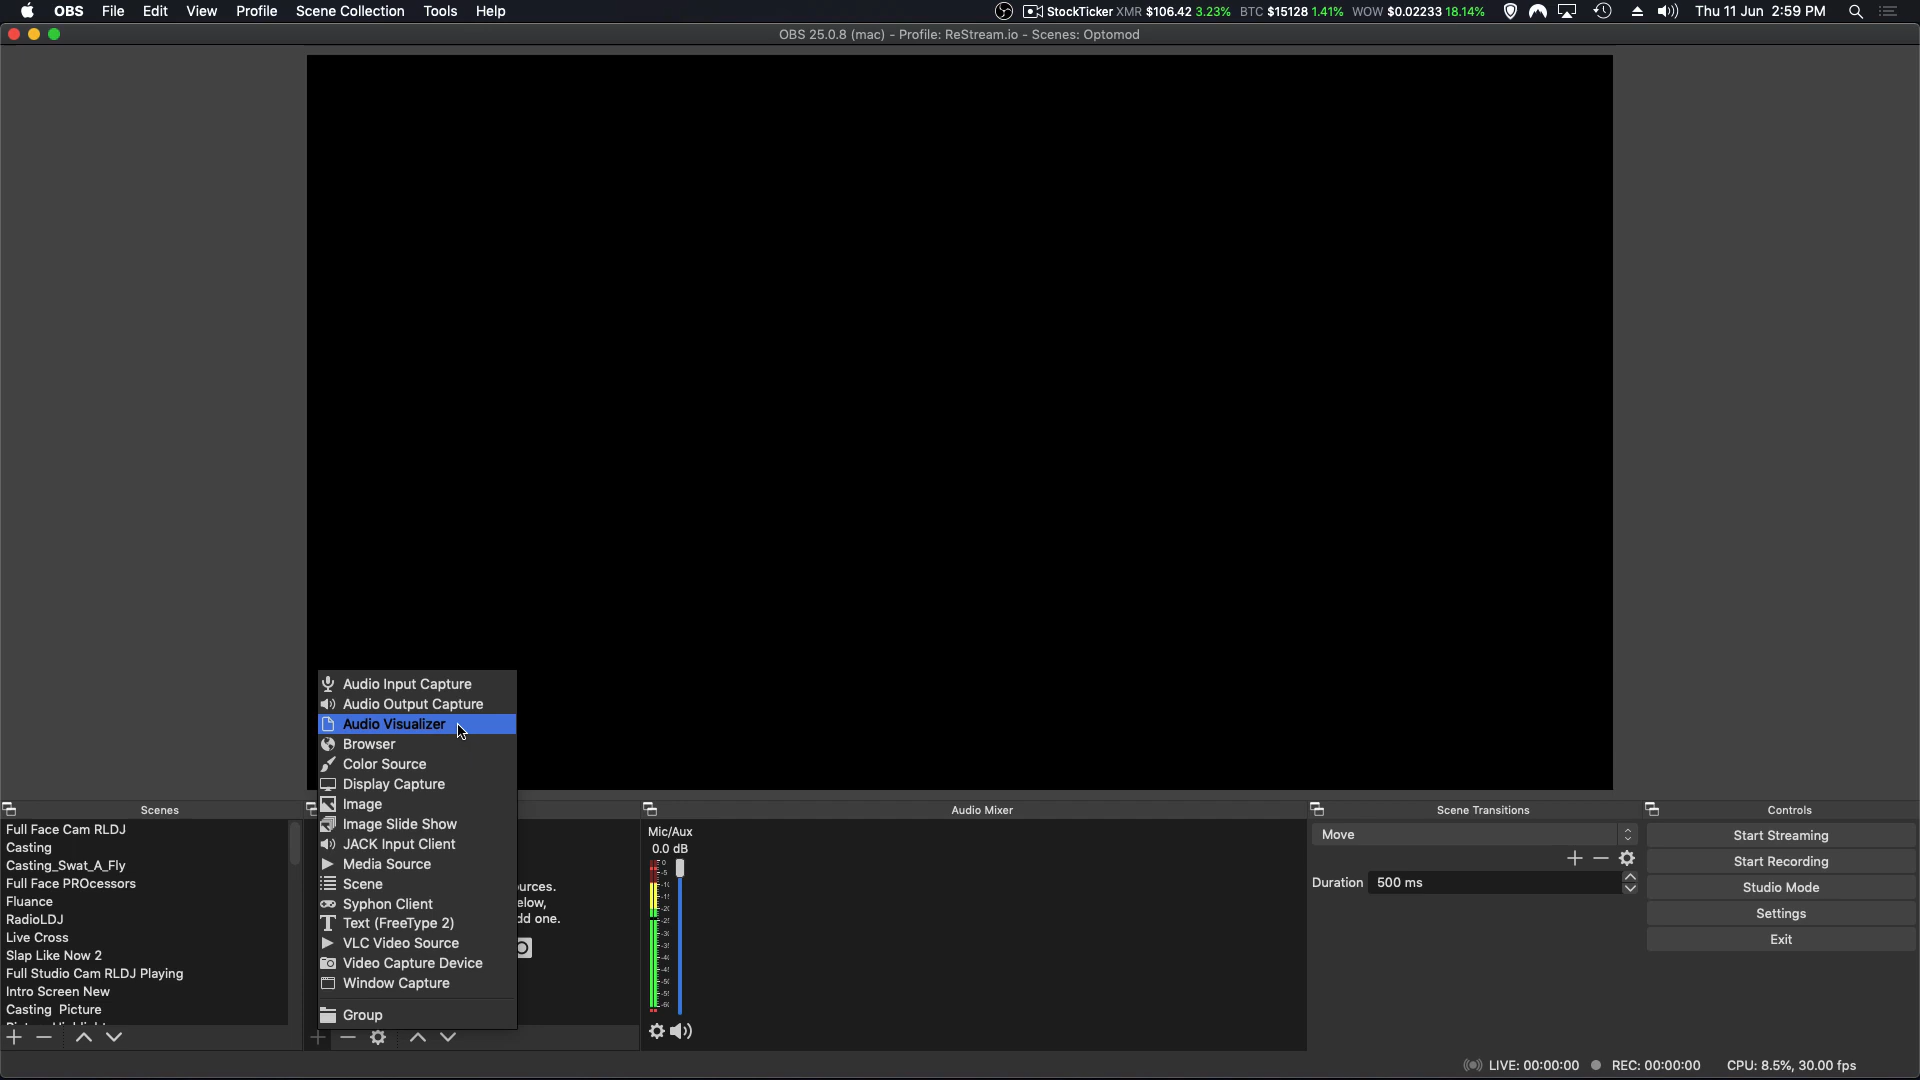 OBS File Edit View Profile Scene Collection Tools Help StockTicker XMR $106.42 3.23% BTC $15128 1.41% WOW $0.02233 18.14% Thu 11 Jun 2:59 PM
OBS 25.0.8 (mac) - Profile: ReStream.io - Scenes: Optomod
Audio Input Capture
Audio Output Capture
Audio Visualizer
Browser
Color Source
Display Capture
Image
Image Slide Show
JACK Input Client
Media Source
Scene
Syphon Client
Text (FreeType 2)
VLC Video Source
Video Capture Device
Window Capture
Group
Scenes
Full Face Cam RLDJ
Casting
Casting_Swat_A_Fly
Full Face PROcessors
Fluance
RadioLDJ
Live Cross
Slap Like Now 2
Full Studio Cam RLDJ Playing
Intro Screen New
Casting Picture
urces.
elow,
dd one.
Audio Mixer
Mic/Aux
0.0 dB
Scene Transitions
Move
Duration 500 ms
Controls
Start Streaming
Start Recording
Studio Mode
Settings
Exit
LIVE: 00:00:00 REC: 00:00:00 CPU: 8.5%, 30.00 fps